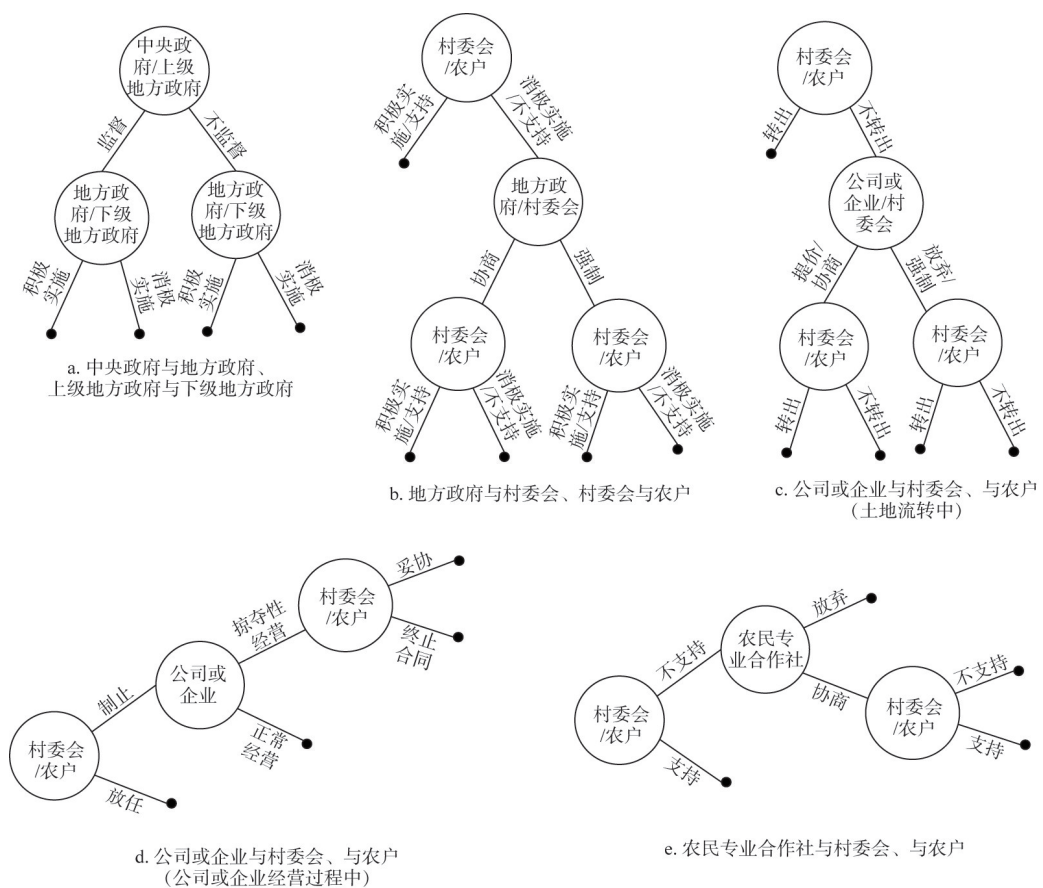 中央政
府/上级
地方政府
监督
不监督
地方政
府/下级
地方政府
地方政
府/下级
地方政府
积极
实施
消极
实施
积极
实施
消极
实施
a. 中央政府与地方政府、
上级地方政府与下级地方政府
村委会
/农户
积极实
施/支持
消极实施
/不支持
地方政
府/村委会
协商
强制
村委会
/农户
村委会
/农户
积极实
施/支持
消极实施
/不支持
积极实
施/支持
消极实施
/不支持
b. 地方政府与村委会、村委会与农户
村委会
/农户
转出
不转出
公司或
企业/村
委会
提价/
协商
放弃/
强制
村委会
/农户
村委会
/农户
转出
不转出
转出
不转出
c. 公司或企业与村委会、与农户
（土地流转中）
村委会
/农户
制止
放任
公司或
企业
掠夺性
经营
正常
经营
村委会
/农户
妥协
终止
合同
d. 公司或企业与村委会、与农户
（公司或企业经营过程中）
村委会
/农户
不支持
支持
农民专
业合作社
放弃
协商
村委会
/农户
不支持
支持
e. 农民专业合作社与村委会、与农户